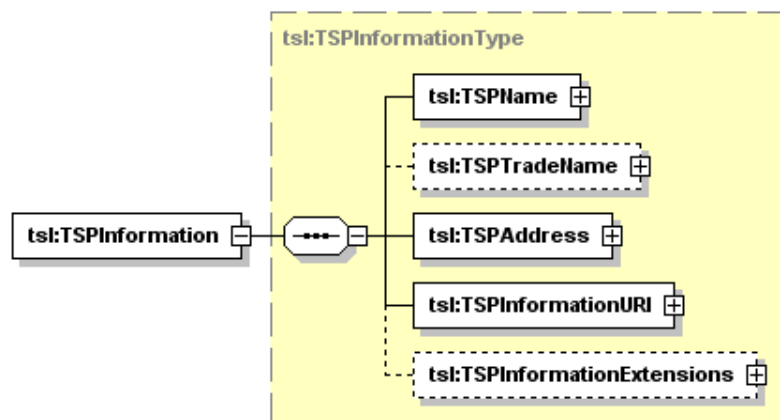 tsl:TSPInformationType
tsl:TSPName
tsl:TSPTradeName
tsl:TSPInformation
tsl:TSPAddress
tsl:TSPInformationURI
tsl:TSPInformationExtensions